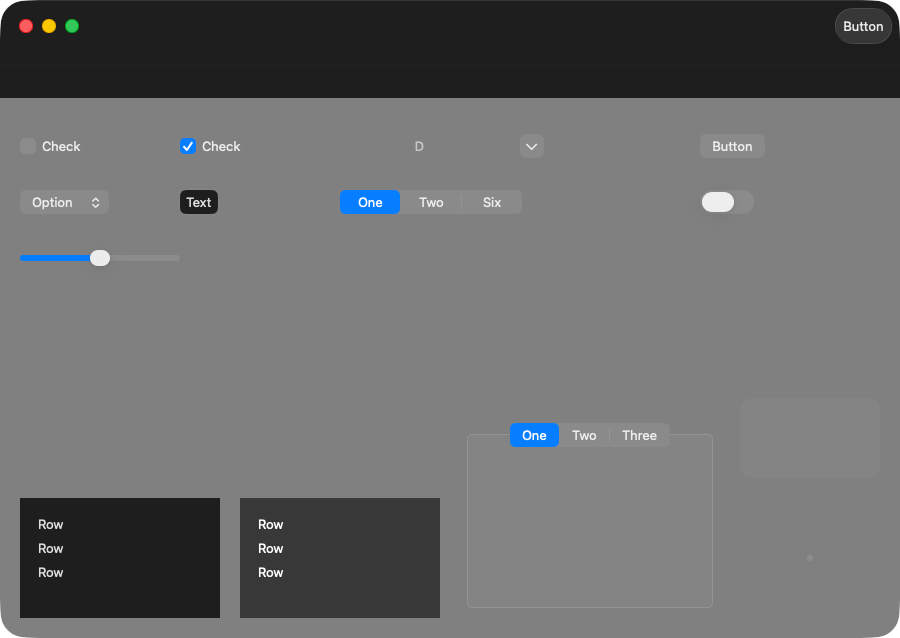 Button
Check
Check
D
Button
Option
Text
One
Two
Six
One
Two
Three
Row
Row
Row
Row
Row
Row